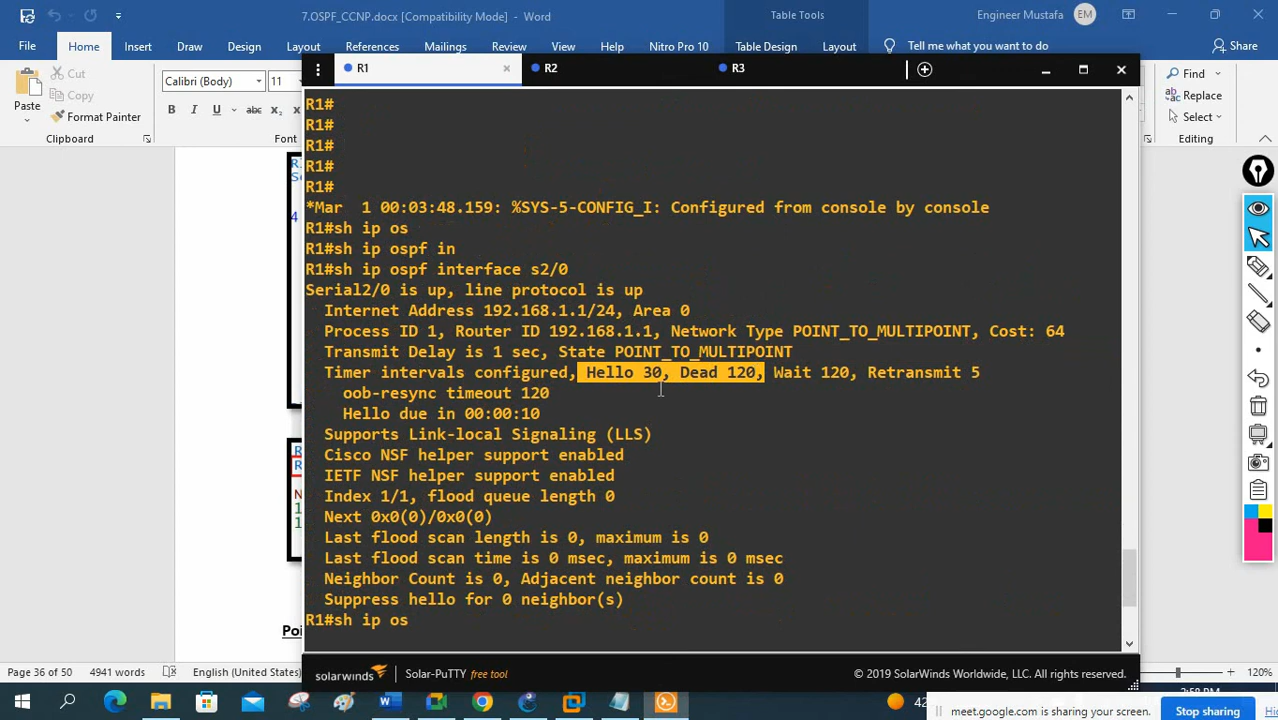 7.OSPF_CCNP.docx [Compatibility Mode] - Word
Table Tools
Engineer Mustafa
EM
File
Home
Insert
Draw
Design
Layout
References
Mailings
Review
View
Help
Nitro Pro 10
Table Design
Layout
Tell me what you want to do
Share
Paste
Cut
Copy
Format Painter
Clipboard
Calibri (Body)
11
B I U
Font
Find
Replace
Select
Editing
R1
R2
R3
R1#
R1#
R1#
R1#
R1#
*Mar  1 00:03:48.159: %SYS-5-CONFIG_I: Configured from console by console
R1#sh ip os
R1#sh ip ospf in
R1#sh ip ospf interface s2/0
Serial2/0 is up, line protocol is up
Internet Address 192.168.1.1/24, Area 0
Process ID 1, Router ID 192.168.1.1, Network Type POINT_TO_MULTIPOINT, Cost: 64
Transmit Delay is 1 sec, State POINT_TO_MULTIPOINT
Timer intervals configured, Hello 30, Dead 120, Wait 120, Retransmit 5
oob-resync timeout 120
Hello due in 00:00:10
Supports Link-local Signaling (LLS)
Cisco NSF helper support enabled
IETF NSF helper support enabled
Index 1/1, flood queue length 0
Next 0x0(0)/0x0(0)
Last flood scan length is 0, maximum is 0
Last flood scan time is 0 msec, maximum is 0 msec
Neighbor Count is 0, Adjacent neighbor count is 0
Suppress hello for 0 neighbor(s)
R1#sh ip os
Poi
solarwinds
Solar-PuTTY free tool
© 2019 SolarWinds Worldwide, LLC. All rights reserved.
Page 36 of 50
4941 words
English (United States)
120%
meet.google.com is sharing your screen.
Stop sharing